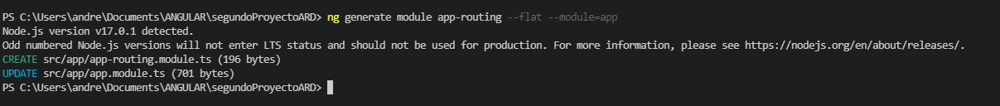 PS C:\Users\andre\Documents\ANGULAR\segundoProyectoARD> ng generate module app-routing --flat --module=app
Node.js version v17.0.1 detected.
Odd numbered Node.js versions will not enter LTS status and should not be used for production. For more information, please see https://nodejs.org/en/about/releases/.
CREATE src/app/app-routing.module.ts (196 bytes)
UPDATE src/app/app.module.ts (701 bytes)
PS C:\Users\andre\Documents\ANGULAR\segundoProyectoARD>